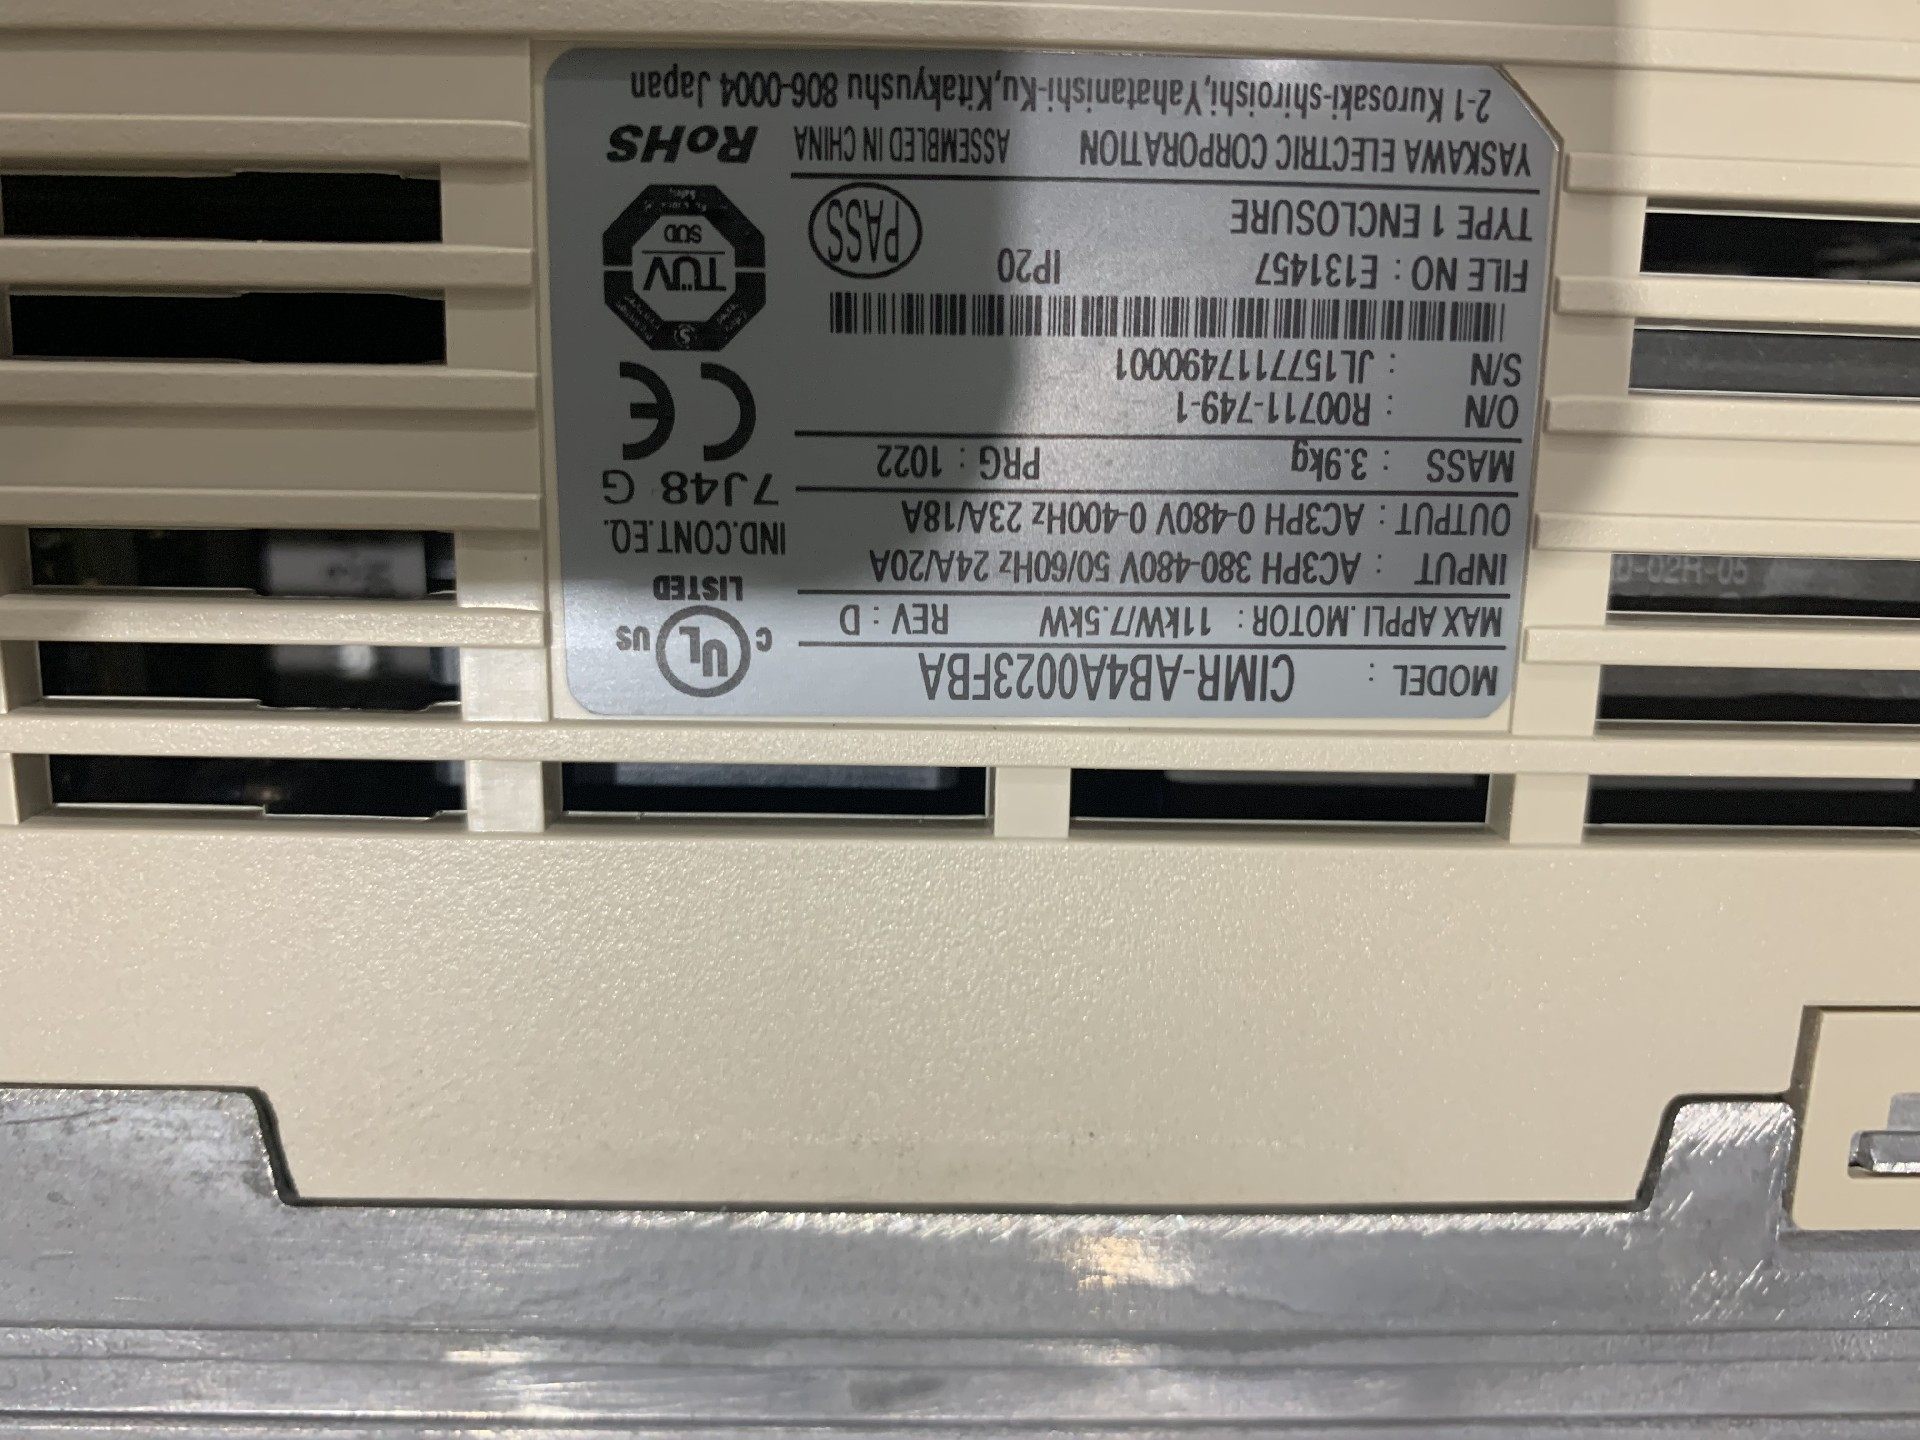 MODEL : CIMR-AB4A0023FBA
MAX APPLI. MOTOR : 11kW/7.5kW REV : D
INPUT : AC3PH 380-480V 50/60Hz 24A/20A
OUTPUT : AC3PH 0-480V 0-400Hz 23A/18A
MASS : 3.9kg PRG : 1022
O/N : R00711-749-1
S/N : JL1577117490001
FILE NO : E131457 IP20
TYPE 1 ENCLOSURE
PASS
YASKAWA ELECTRIC CORPORATION ASSEMBLED IN CHINA
2-1 Kurosaki-shiroishi,Yahatanishi-Ku,Kitakyushu 806-0004 Japan
C UL US
LISTED
IND.CONT.EQ.
7J48 G
CE
TÜV
SÜD
RoHS
D-02R-05